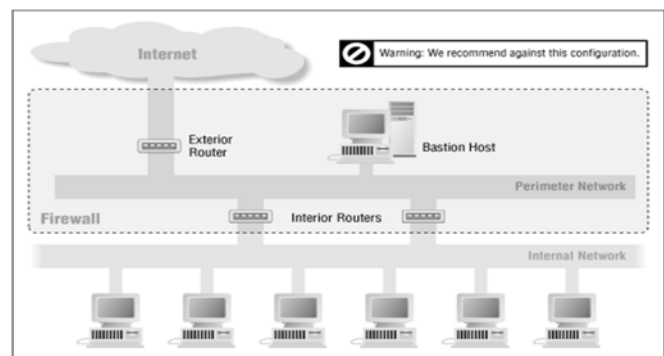 Internet
Warning: We recommend against this configuration.
Exterior
Router
Bastion Host
Perimeter Network
Firewall
Interior Routers
Internal Network